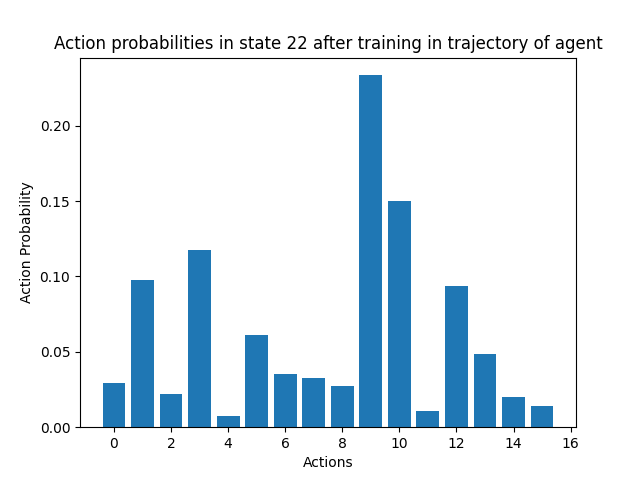 Action probabilities in state 22 after training in trajectory of agent
0.20
0.15
0.10
0.05
0.00
Action Probability
0 2 4 6 8 10 12 14 16
Actions